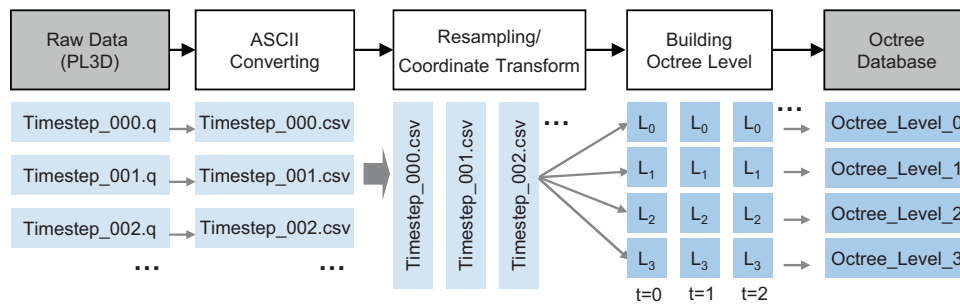 Raw Data
(PL3D)
ASCII
Converting
Resampling/
Coordinate Transform
Building
Octree Level
Octree
Database
Timestep_000.q
Timestep_001.q
Timestep_002.q
...
Timestep_000.csv
Timestep_001.csv
Timestep_002.csv
...
Timestep_000.csv
Timestep_001.csv
Timestep_002.csv
...
L₀ L₀ L₀ ...
L₁ L₁ L₁
L₂ L₂ L₂
L₃ L₃ L₃
t=0 t=1 t=2
Octree_Level_0
Octree_Level_1
Octree_Level_2
Octree_Level_3